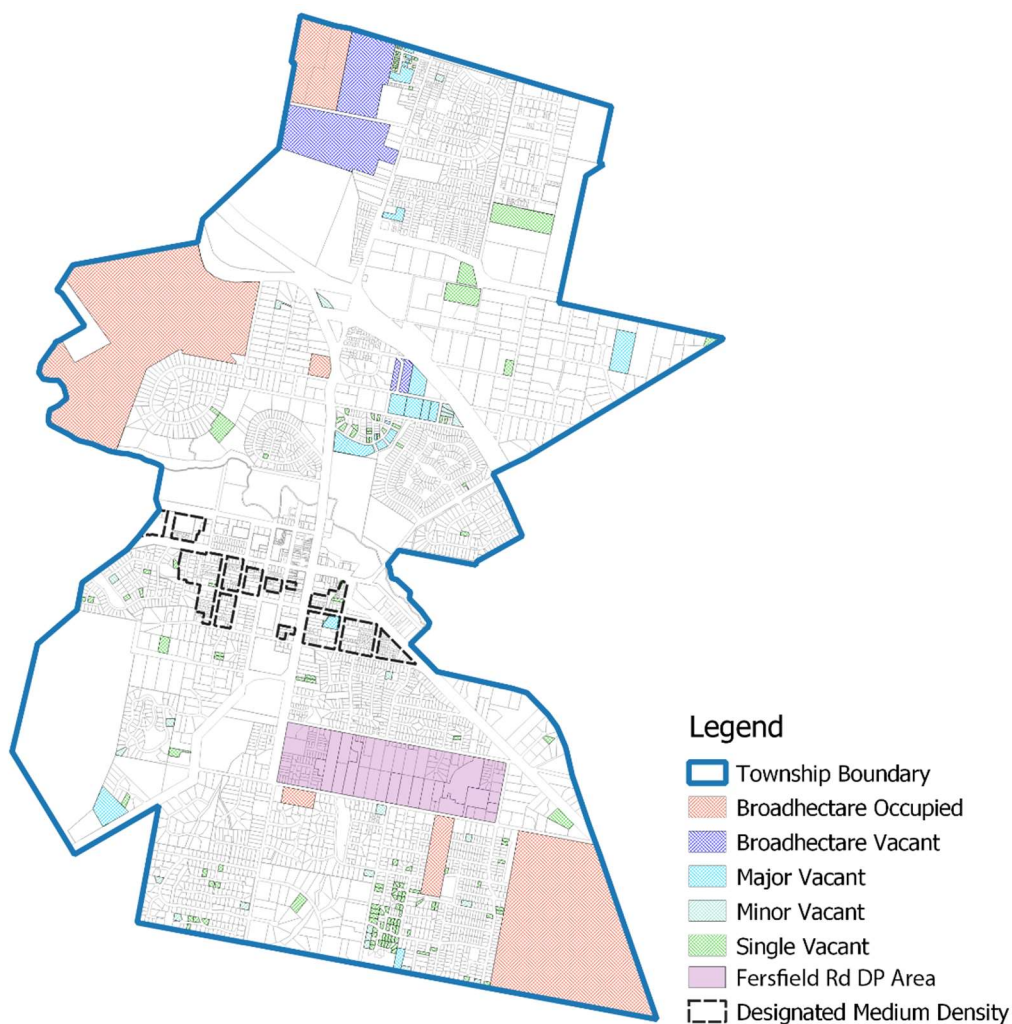 Legend
Township Boundary
Broadhectare Occupied
Broadhectare Vacant
Major Vacant
Minor Vacant
Single Vacant
Fersfield Rd DP Area
Designated Medium Density